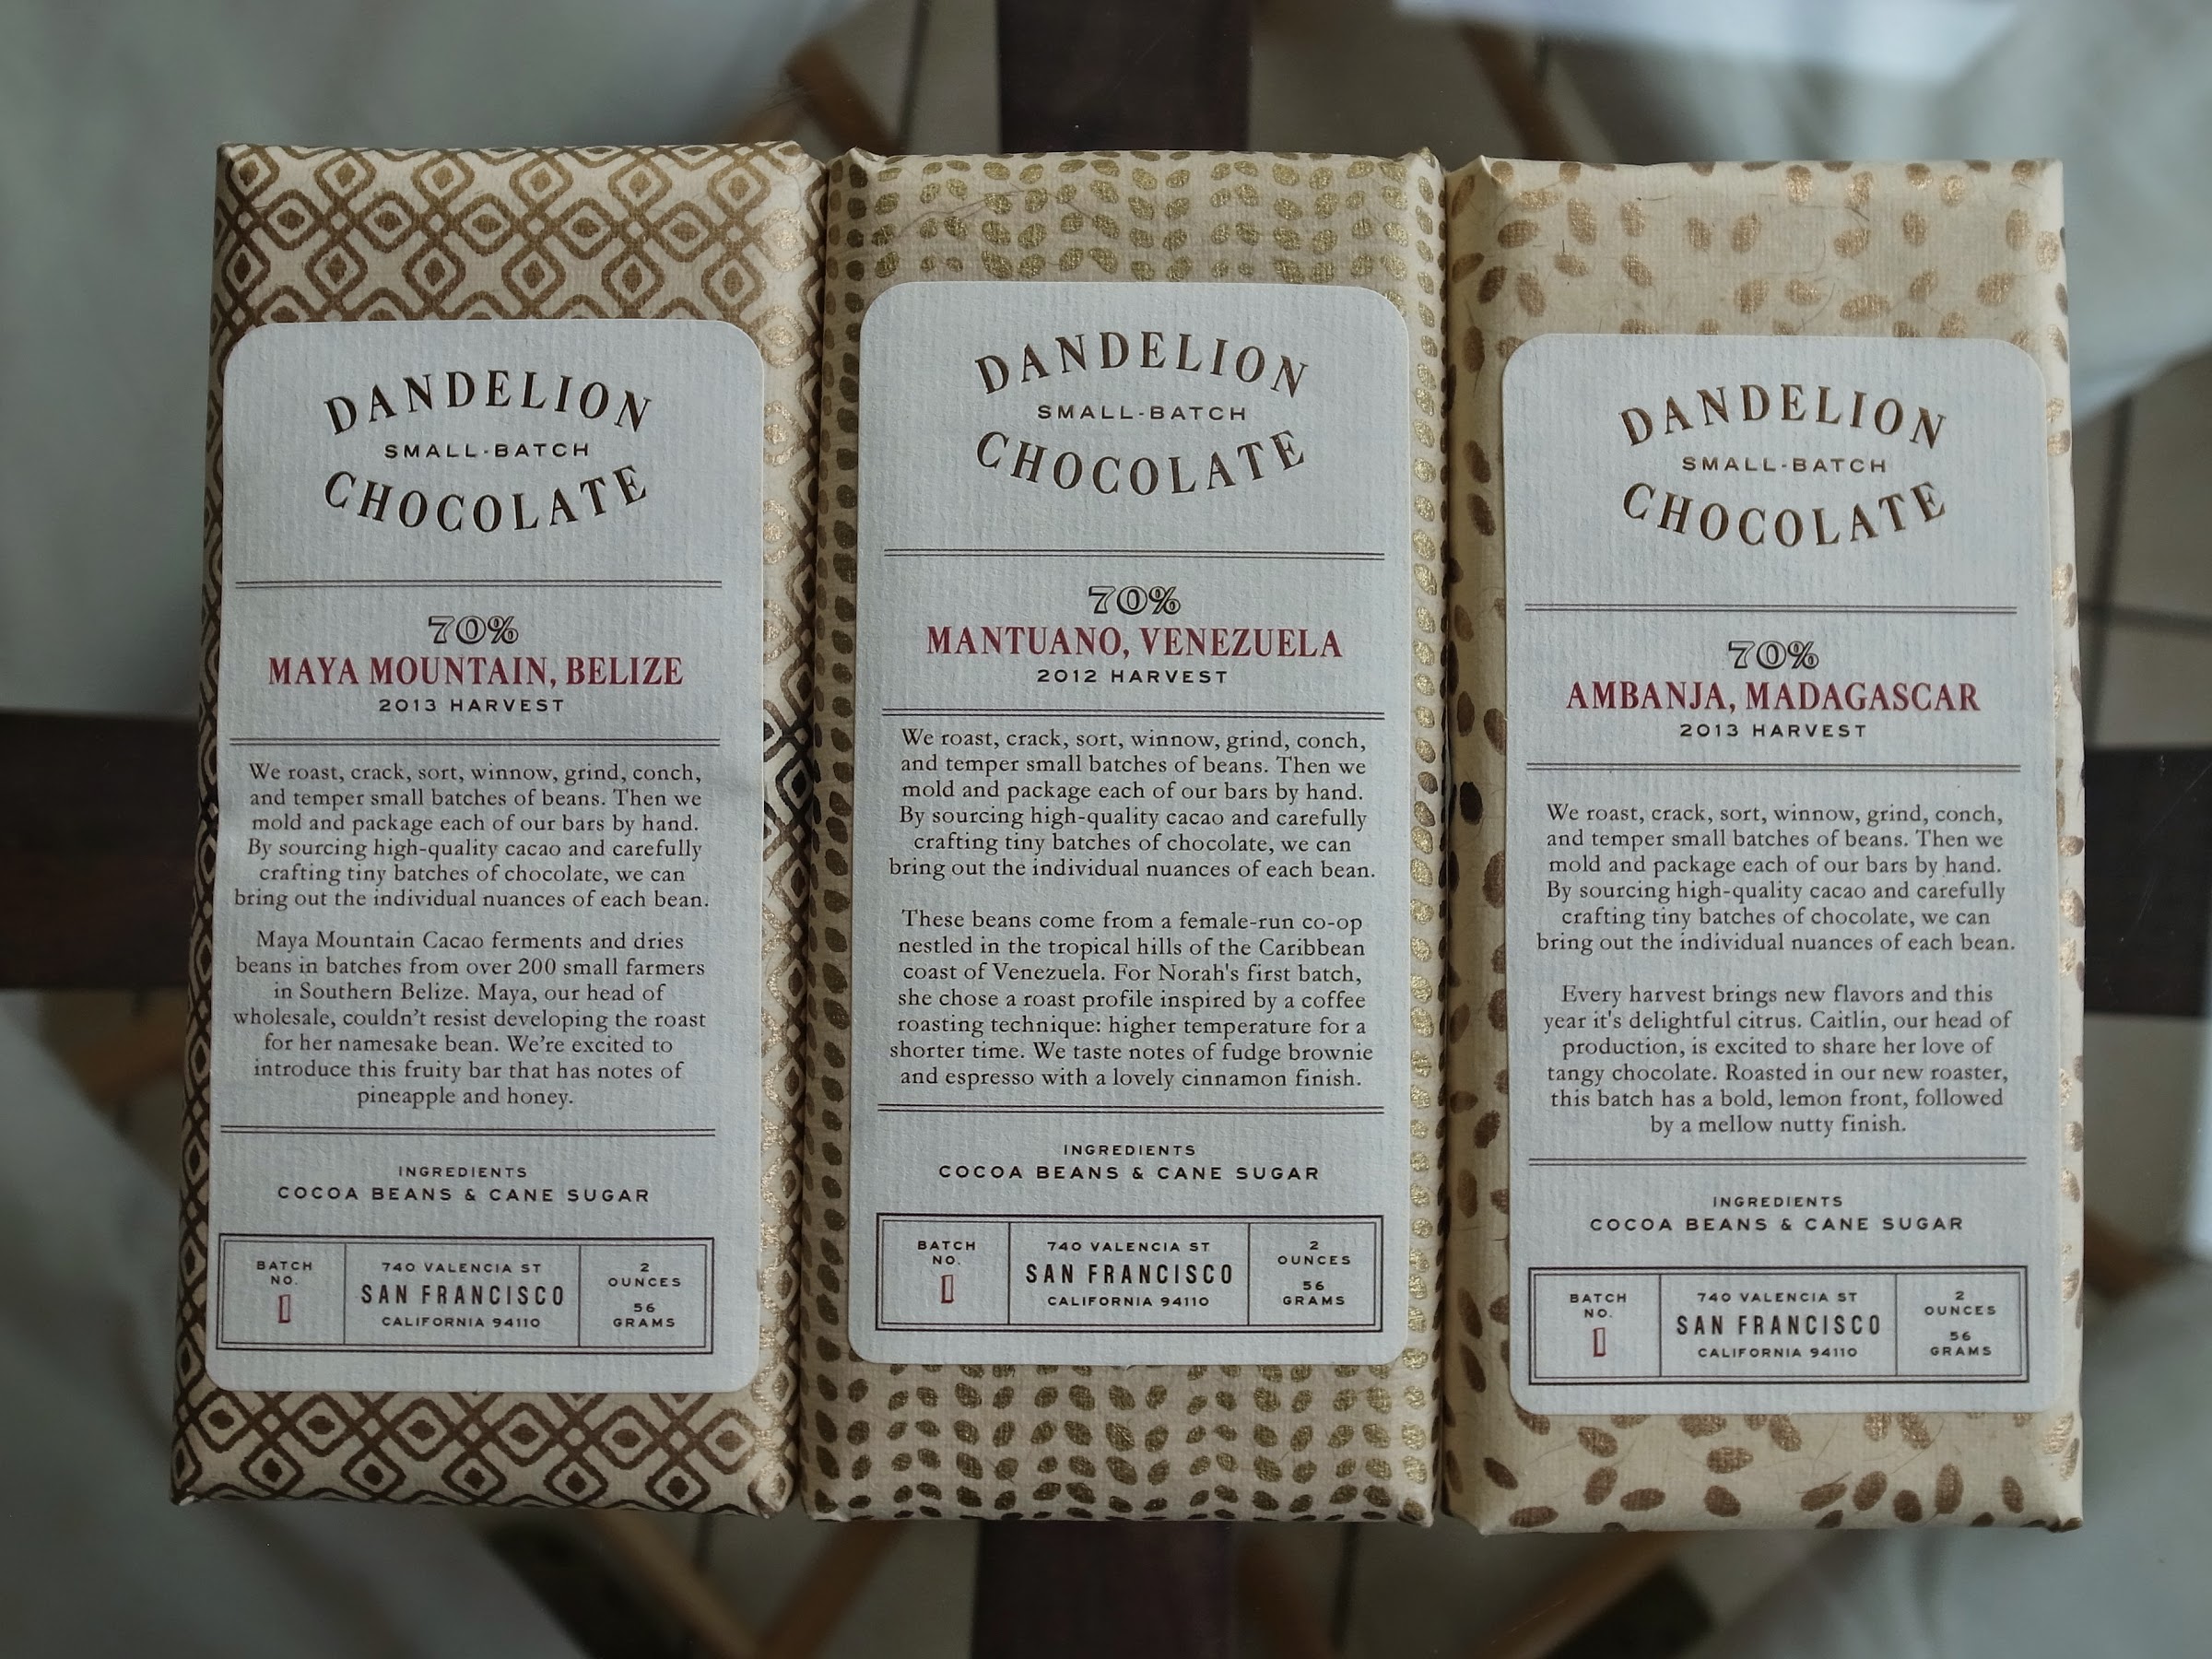 DANDELION
SMALL-BATCH
CHOCOLATE
70%
MAYA MOUNTAIN, BELIZE
2013 HARVEST
We roast, crack, sort, winnow, grind, conch,
and temper small batches of beans. Then we
mold and package each of our bars by hand.
By sourcing high-quality cacao and carefully
crafting tiny batches of chocolate, we can
bring out the individual nuances of each bean.
Maya Mountain Cacao ferments and dries
beans in batches from over 200 small farmers
in Southern Belize. Maya, our head of
wholesale, couldn't resist developing the roast
for her namesake bean. We're excited to
introduce this fruity bar that has notes of
pineapple and honey.
INGREDIENTS
COCOA BEANS & CANE SUGAR
BATCH
NO.
1
740 VALENCIA ST
SAN FRANCISCO
CALIFORNIA 94110
2
OUNCES
56
GRAMS
DANDELION
SMALL-BATCH
CHOCOLATE
70%
MANTUANO, VENEZUELA
2012 HARVEST
We roast, crack, sort, winnow, grind, conch,
and temper small batches of beans. Then we
mold and package each of our bars by hand.
By sourcing high-quality cacao and carefully
crafting tiny batches of chocolate, we can
bring out the individual nuances of each bean.
These beans come from a female-run co-op
nestled in the tropical hills of the Caribbean
coast of Venezuela. For Norah's first batch,
she chose a roast profile inspired by a coffee
roasting technique: higher temperature for a
shorter time. We taste notes of fudge brownie
and espresso with a lovely cinnamon finish.
INGREDIENTS
COCOA BEANS & CANE SUGAR
BATCH
NO.
1
740 VALENCIA ST
SAN FRANCISCO
CALIFORNIA 94110
2
OUNCES
56
GRAMS
DANDELION
SMALL-BATCH
CHOCOLATE
70%
AMBANJA, MADAGASCAR
2013 HARVEST
We roast, crack, sort, winnow, grind, conch,
and temper small batches of beans. Then we
mold and package each of our bars by hand.
By sourcing high-quality cacao and carefully
crafting tiny batches of chocolate, we can
bring out the individual nuances of each bean.
Every harvest brings new flavors and this
year it's delightful citrus. Caitlin, our head of
production, is excited to share her love of
tangy chocolate. Roasted in our new roaster,
this batch has a bold, lemon front, followed
by a mellow nutty finish.
INGREDIENTS
COCOA BEANS & CANE SUGAR
BATCH
NO.
1
740 VALENCIA ST
SAN FRANCISCO
CALIFORNIA 94110
2
OUNCES
56
GRAMS